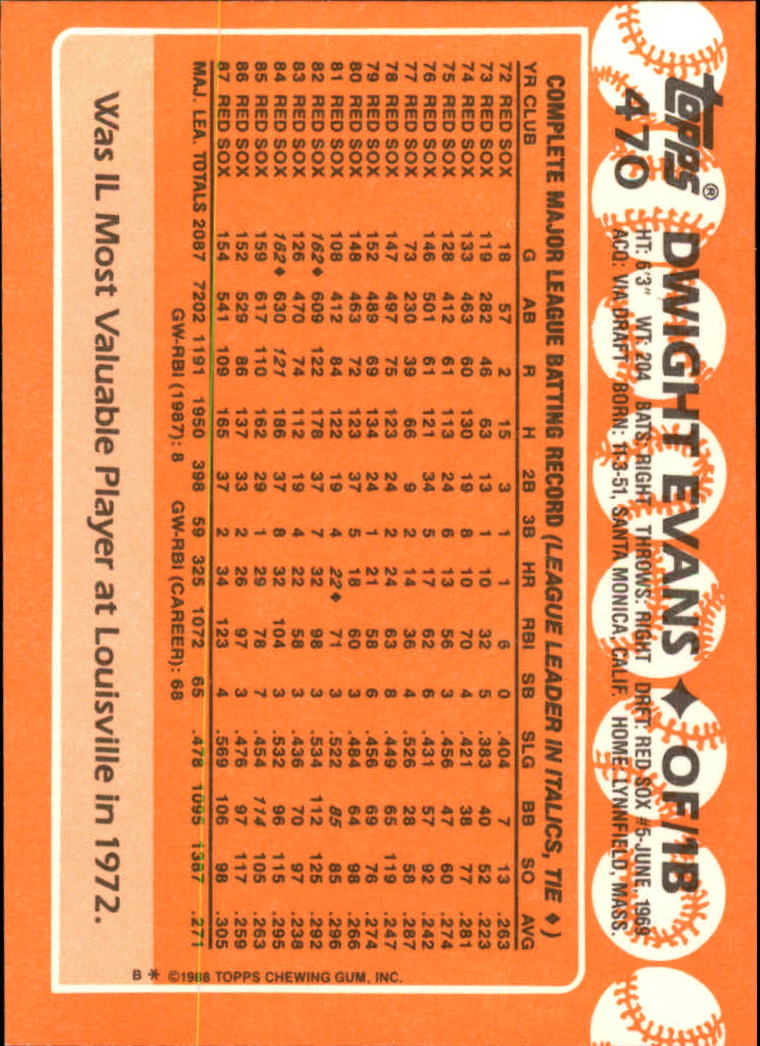 Topps®
470
DWIGHT EVANS ✦ OF/1B
HT: 6'3" WT: 204 BATS: RIGHT THROWS: RIGHT DRFT: RED SOX #5-JUNE, 1969
ACQ: VIA DRAFT BORN: 11-3-51, SANTA MONICA, CALIF. HOME: LYNNFIELD, MASS.
COMPLETE MAJOR LEAGUE BATTING RECORD (LEAGUE LEADER IN ITALICS, TIE ♦)
YR CLUB G AB R H 2B 3B HR RBI SB SLG BB SO AVG
72 RED SOX 18 57 2 15 3 1 1 6 0 .404 7 13 .263
73 RED SOX 119 282 46 63 13 1 10 32 5 .383 40 52 .223
74 RED SOX 133 463 60 130 19 8 10 70 4 .421 38 77 .281
75 RED SOX 128 412 61 113 24 6 13 56 3 .456 47 60 .274
76 RED SOX 146 501 61 121 34 5 17 62 6 .431 57 92 .242
77 RED SOX 73 230 39 66 9 2 14 36 4 .526 28 58 .287
78 RED SOX 147 497 75 123 24 2 24 63 8 .449 65 119 .247
79 RED SOX 152 489 69 134 24 1 21 58 6 .456 69 76 .274
80 RED SOX 148 463 72 123 37 5 18 60 3 .484 64 98 .266
81 RED SOX 108 412 84 122 19 4 22♦ 71 3 .522 85 85 .296
82 RED SOX 162♦ 609 122 178 37 7 32 98 3 .534 112 125 .292
83 RED SOX 126 470 74 112 19 4 22 58 3 .436 70 97 .238
84 RED SOX 162♦ 630 127 186 37 8 32 104 3 .532 96 115 .295
85 RED SOX 159 617 110 162 29 1 29 78 7 .454 114 105 .263
86 RED SOX 152 529 86 137 33 2 26 97 3 .476 97 117 .259
87 RED SOX 154 541 109 165 37 2 34 123 4 .569 106 98 .305
MAJ. LEA. TOTALS 2087 7202 1191 1950 398 59 325 1072 65 .478 1095 1387 .271
GW-RBI (1987): 8 GW-RBI (CAREER): 68
Was IL Most Valuable Player at Louisville in 1972.
B * ©1988 TOPPS CHEWING GUM, INC.